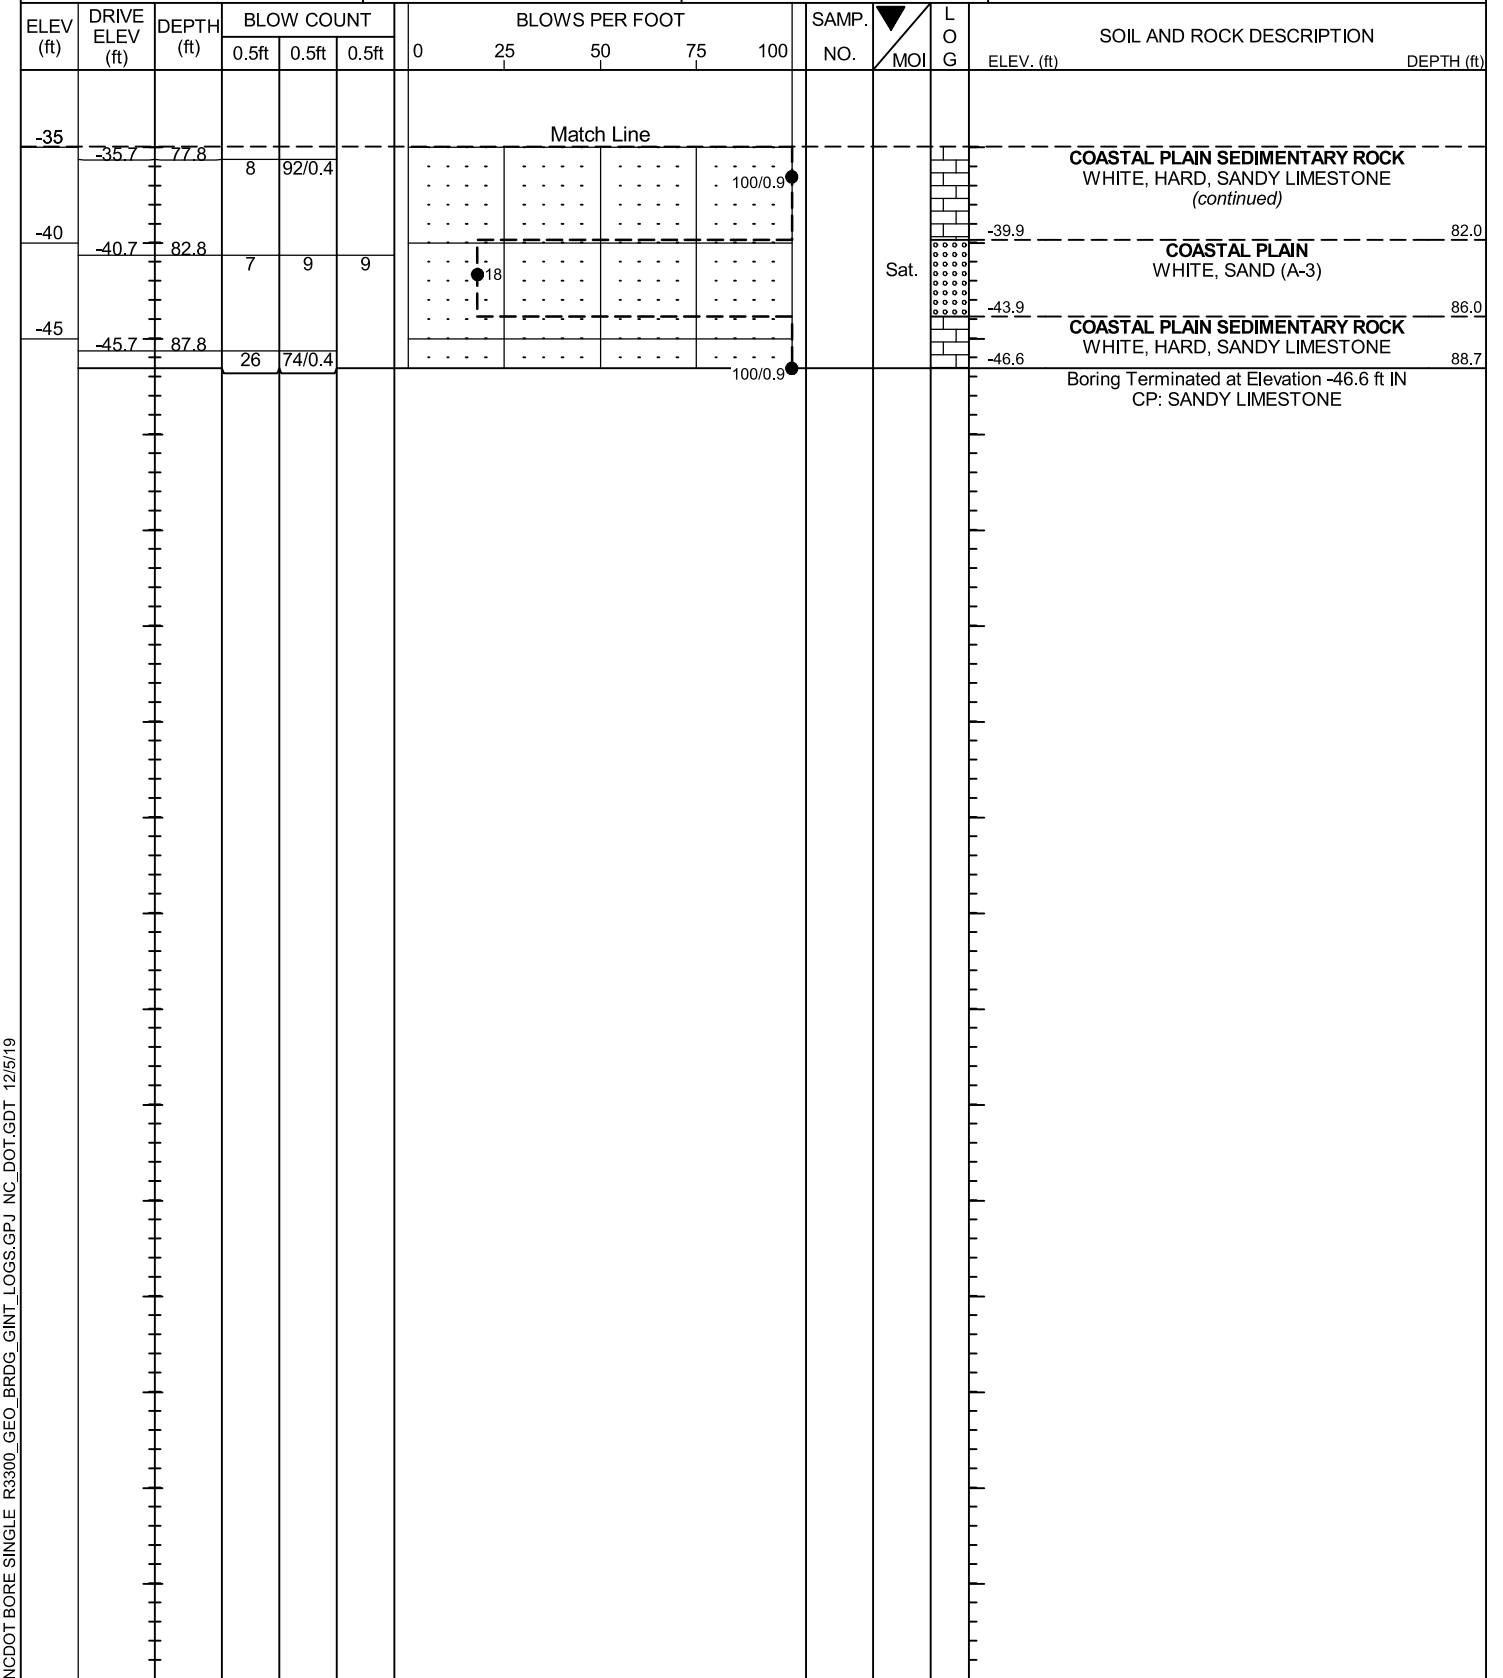 ELEV (ft) DRIVE ELEV (ft) DEPTH (ft) BLOW COUNT BLOWS PER FOOT SAMP. NO. MOI LOG SOIL AND ROCK DESCRIPTION
0.5ft 0.5ft 0.5ft 0 25 50 75 100 ELEV. (ft) DEPTH (ft)
-35 Match Line
-35.7 77.8 COASTAL PLAIN SEDIMENTARY ROCK
8 92/0.4 100/0.9 WHITE, HARD, SANDY LIMESTONE
(continued)
-40 -39.9 82.0
-40.7 82.8 COASTAL PLAIN
7 9 9 18 Sat. WHITE, SAND (A-3)
-43.9 86.0
-45 COASTAL PLAIN SEDIMENTARY ROCK
-45.7 87.8 WHITE, HARD, SANDY LIMESTONE
26 74/0.4 100/0.9 -46.6 88.7
Boring Terminated at Elevation -46.6 ft IN
CP: SANDY LIMESTONE
NCDOT BORE SINGLE R3300_GEO_BRDG_GINT_LOGS.GPJ NC_DOT.GDT 12/5/19